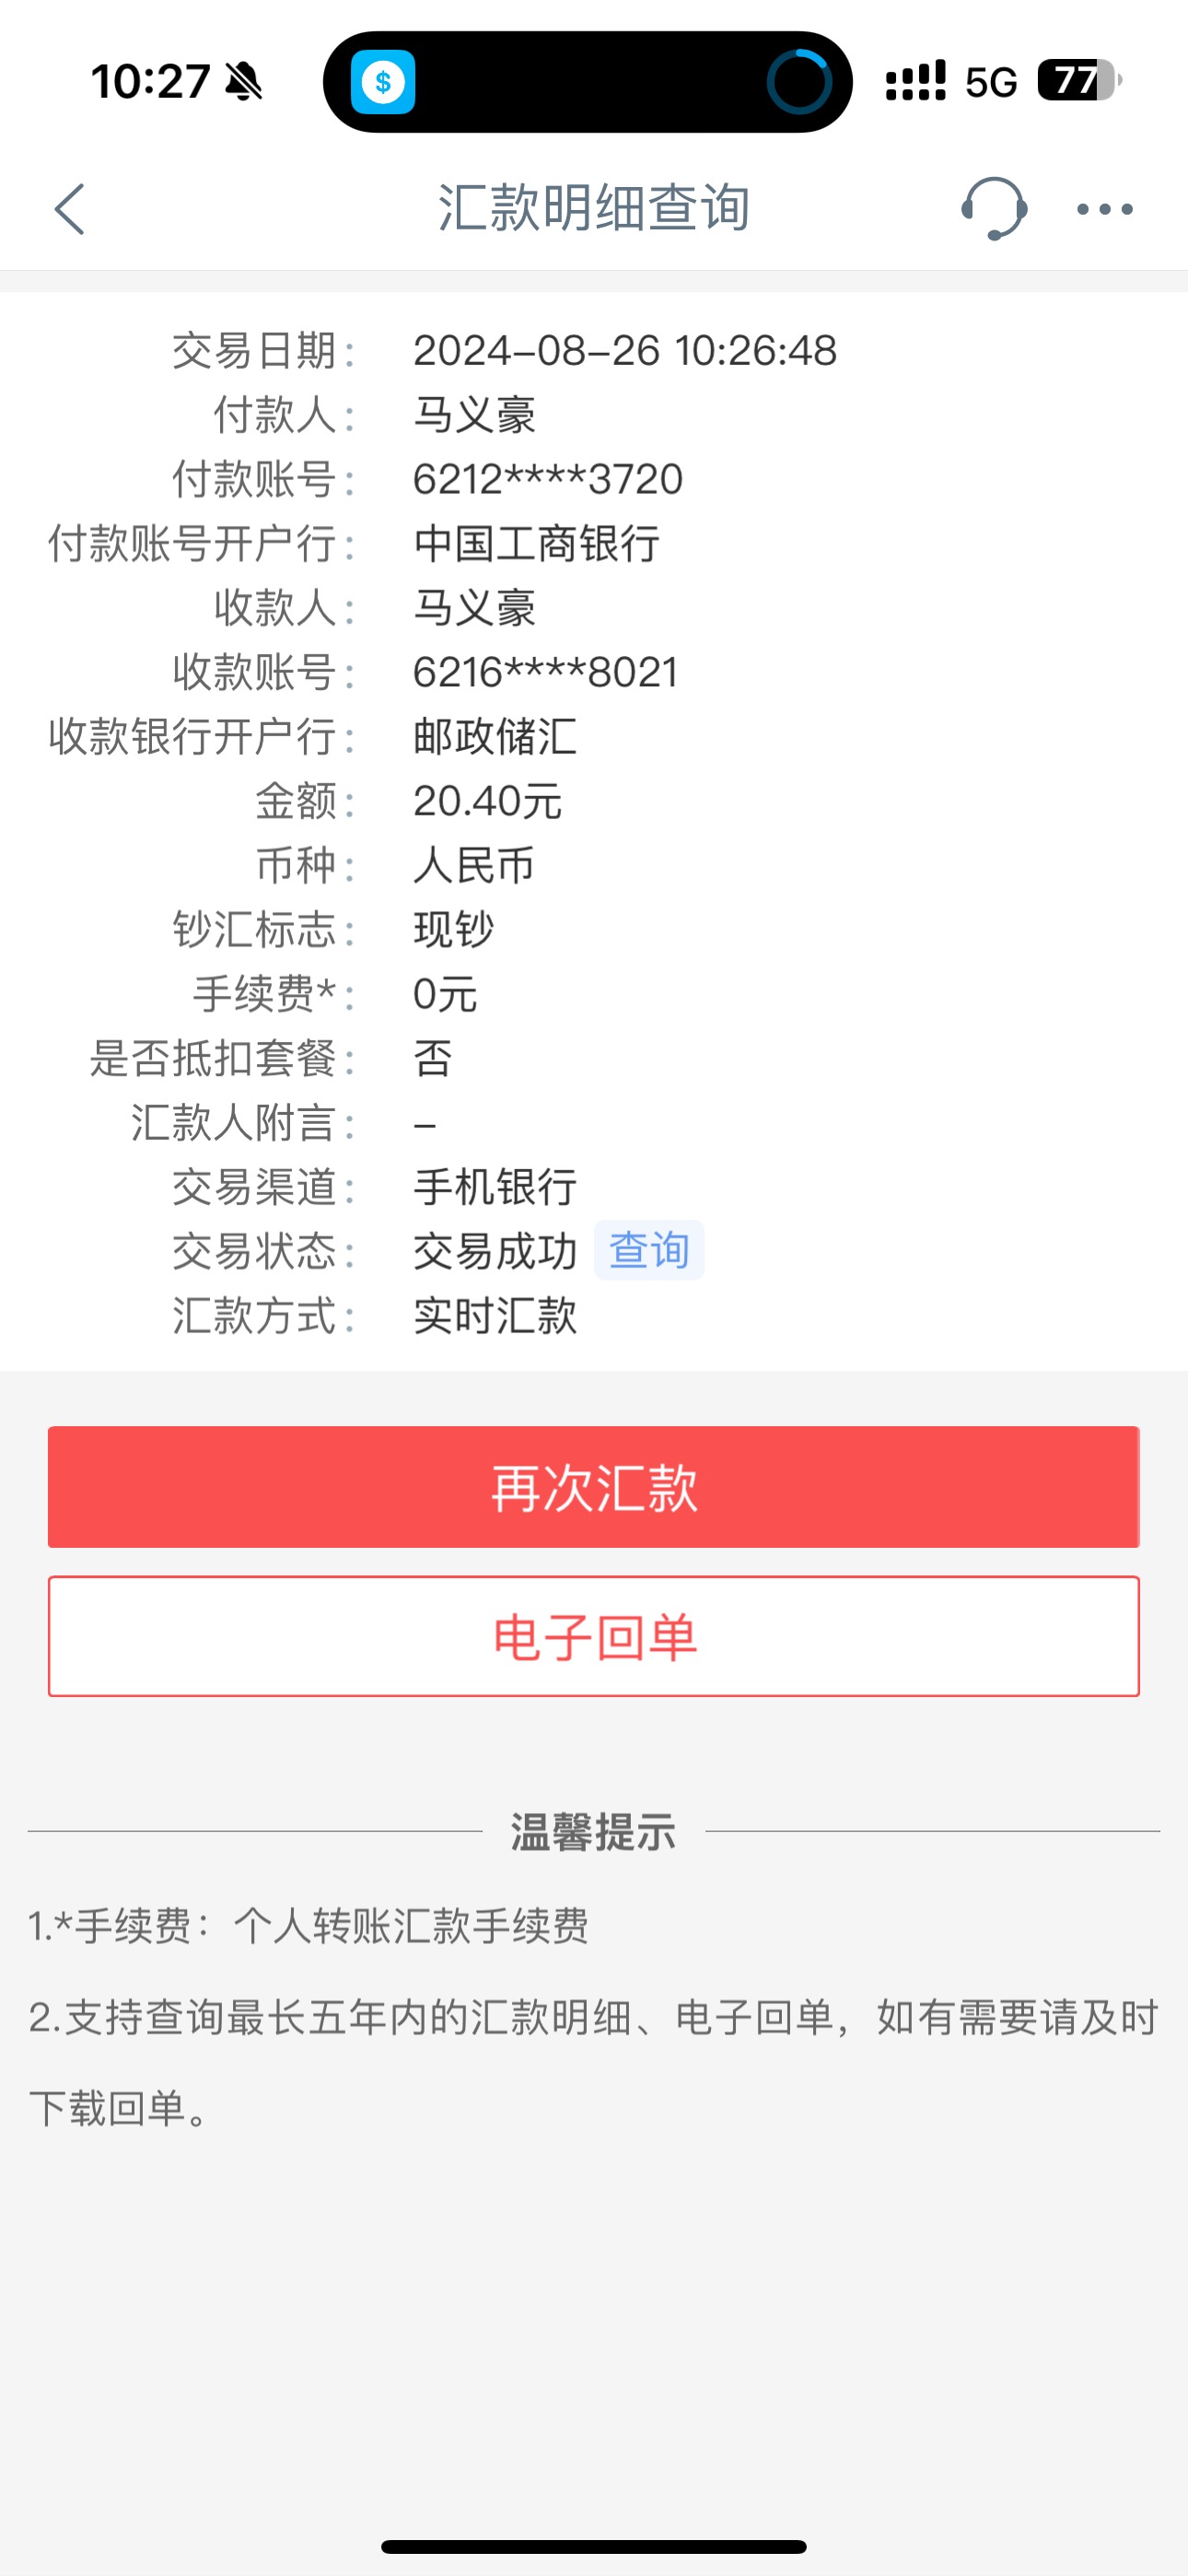 10:27
$
5G
77
汇款明细查询
交易日期： 2024-08-26 10:26:48
付款人： 马义豪
付款账号： 6212****3720
付款账号开户行： 中国工商银行
收款人： 马义豪
收款账号： 6216****8021
收款银行开户行： 邮政储汇
金额： 20.40元
币种： 人民币
钞汇标志： 现钞
手续费*： 0元
是否抵扣套餐： 否
汇款人附言： -
交易渠道： 手机银行
交易状态： 交易成功 查询
汇款方式： 实时汇款
再次汇款
电子回单
温馨提示
1.*手续费：个人转账汇款手续费
2.支持查询最长五年内的汇款明细、电子回单，如有需要请及时
下载回单。